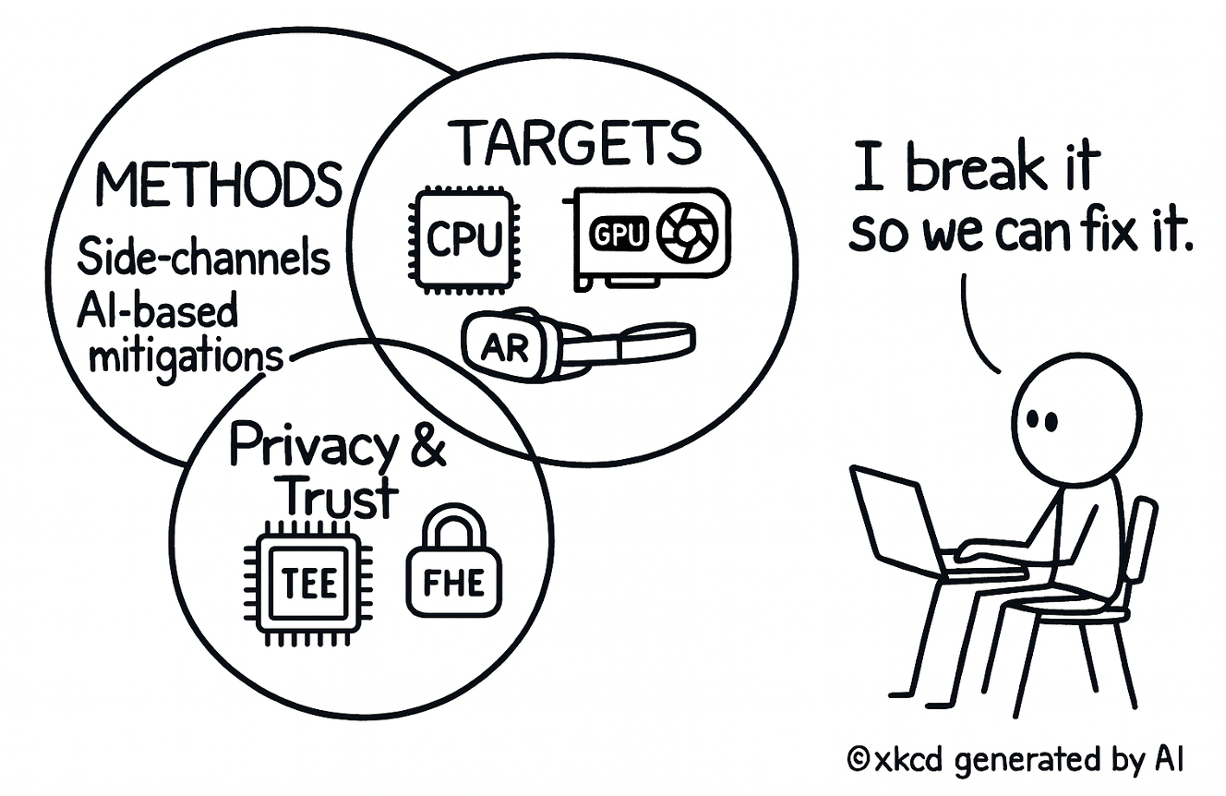 METHODS
Side-channels
AI-based
mitigations
TARGETS
CPU
GPU
AR
Privacy &
Trust
TEE
FHE
I break it
so we can fix it.
©xkcd generated by AI